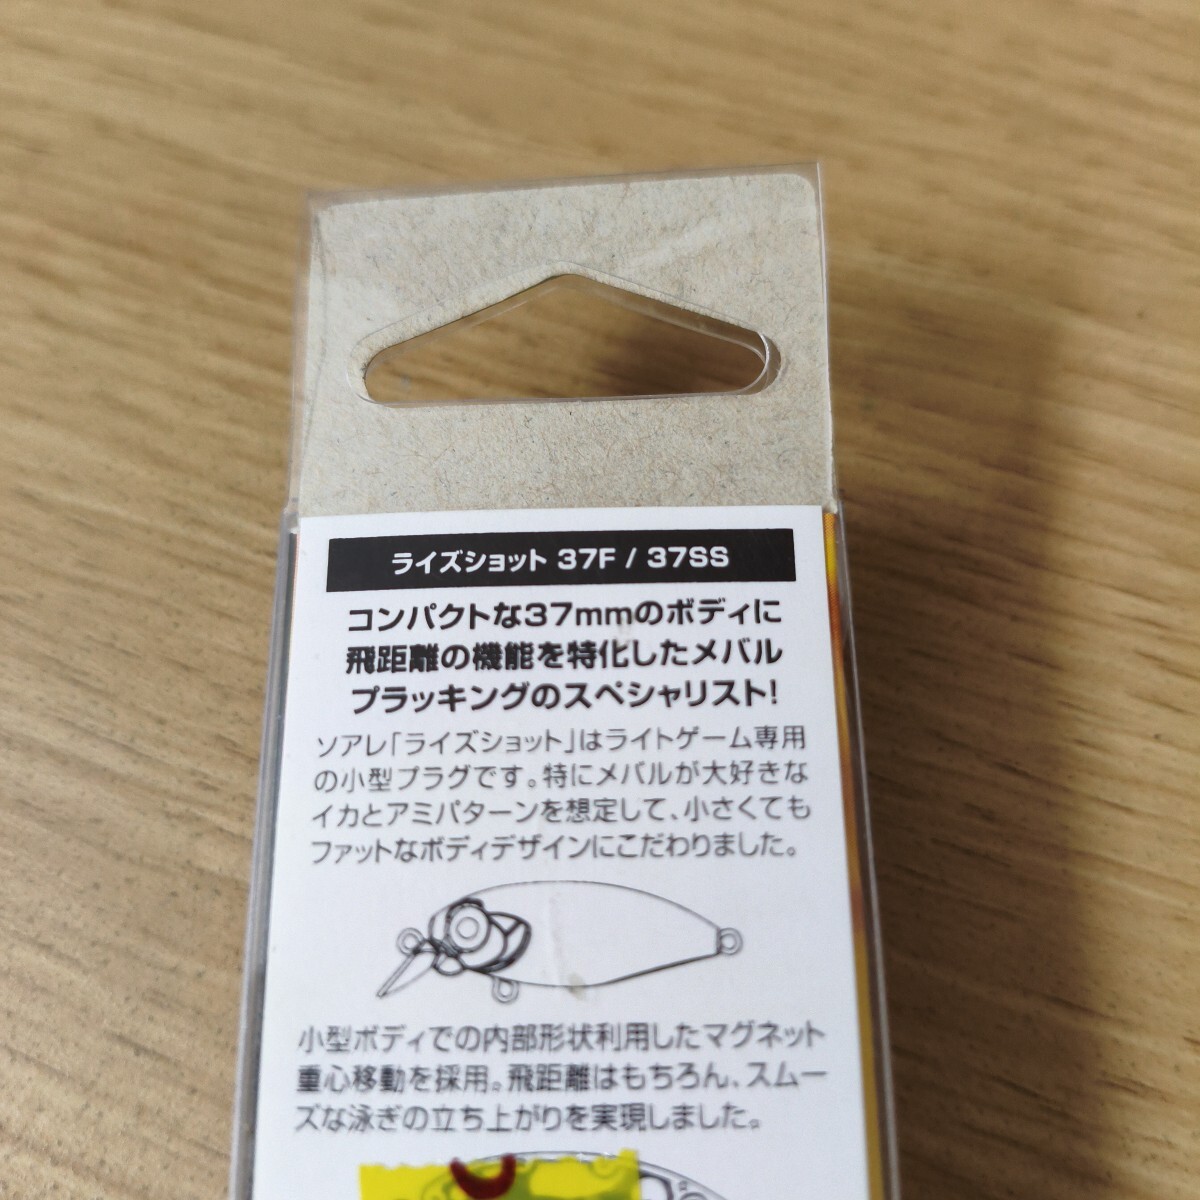 ライズショット 37F / 37SS
コンパクトな37mmのボディに
飛距離の機能を特化したメバル
プラッキングのスペシャリスト!
ソアレ「ライズショット」はライトゲーム専用
の小型プラグです。特にメバルが大好きな
イカとアミパターンを想定して、小さくても
ファットなボディデザインにこだわりました。
小型ボディでの内部形状利用したマグネット
重心移動を採用。飛距離はもちろん、スムー
ズな泳ぎの立ち上がりを実現しました。